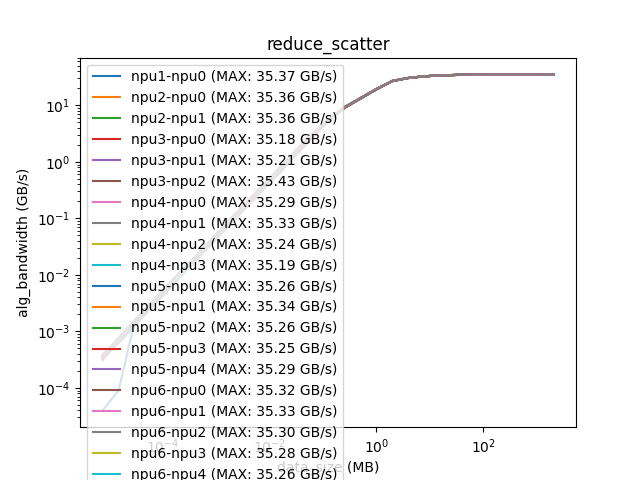 reduce_scatter
npu1-npu0 (MAX: 35.37 GB/s)
npu2-npu0 (MAX: 35.36 GB/s)
npu2-npu1 (MAX: 35.36 GB/s)
npu3-npu0 (MAX: 35.18 GB/s)
npu3-npu1 (MAX: 35.21 GB/s)
npu3-npu2 (MAX: 35.43 GB/s)
npu4-npu0 (MAX: 35.29 GB/s)
npu4-npu1 (MAX: 35.33 GB/s)
npu4-npu2 (MAX: 35.24 GB/s)
npu4-npu3 (MAX: 35.19 GB/s)
npu5-npu0 (MAX: 35.26 GB/s)
npu5-npu1 (MAX: 35.34 GB/s)
npu5-npu2 (MAX: 35.26 GB/s)
npu5-npu3 (MAX: 35.25 GB/s)
npu5-npu4 (MAX: 35.29 GB/s)
npu6-npu0 (MAX: 35.32 GB/s)
npu6-npu1 (MAX: 35.33 GB/s)
npu6-npu2 (MAX: 35.30 GB/s)
npu6-npu3 (MAX: 35.28 GB/s)
npu6-npu4 (MAX: 35.26 GB/s)
alg_bandwidth (GB/s)
10¹
10⁰
10⁻¹
10⁻²
10⁻³
10⁻⁴
10⁻⁴ 10⁻² 10⁰ 10²
data_size (MB)